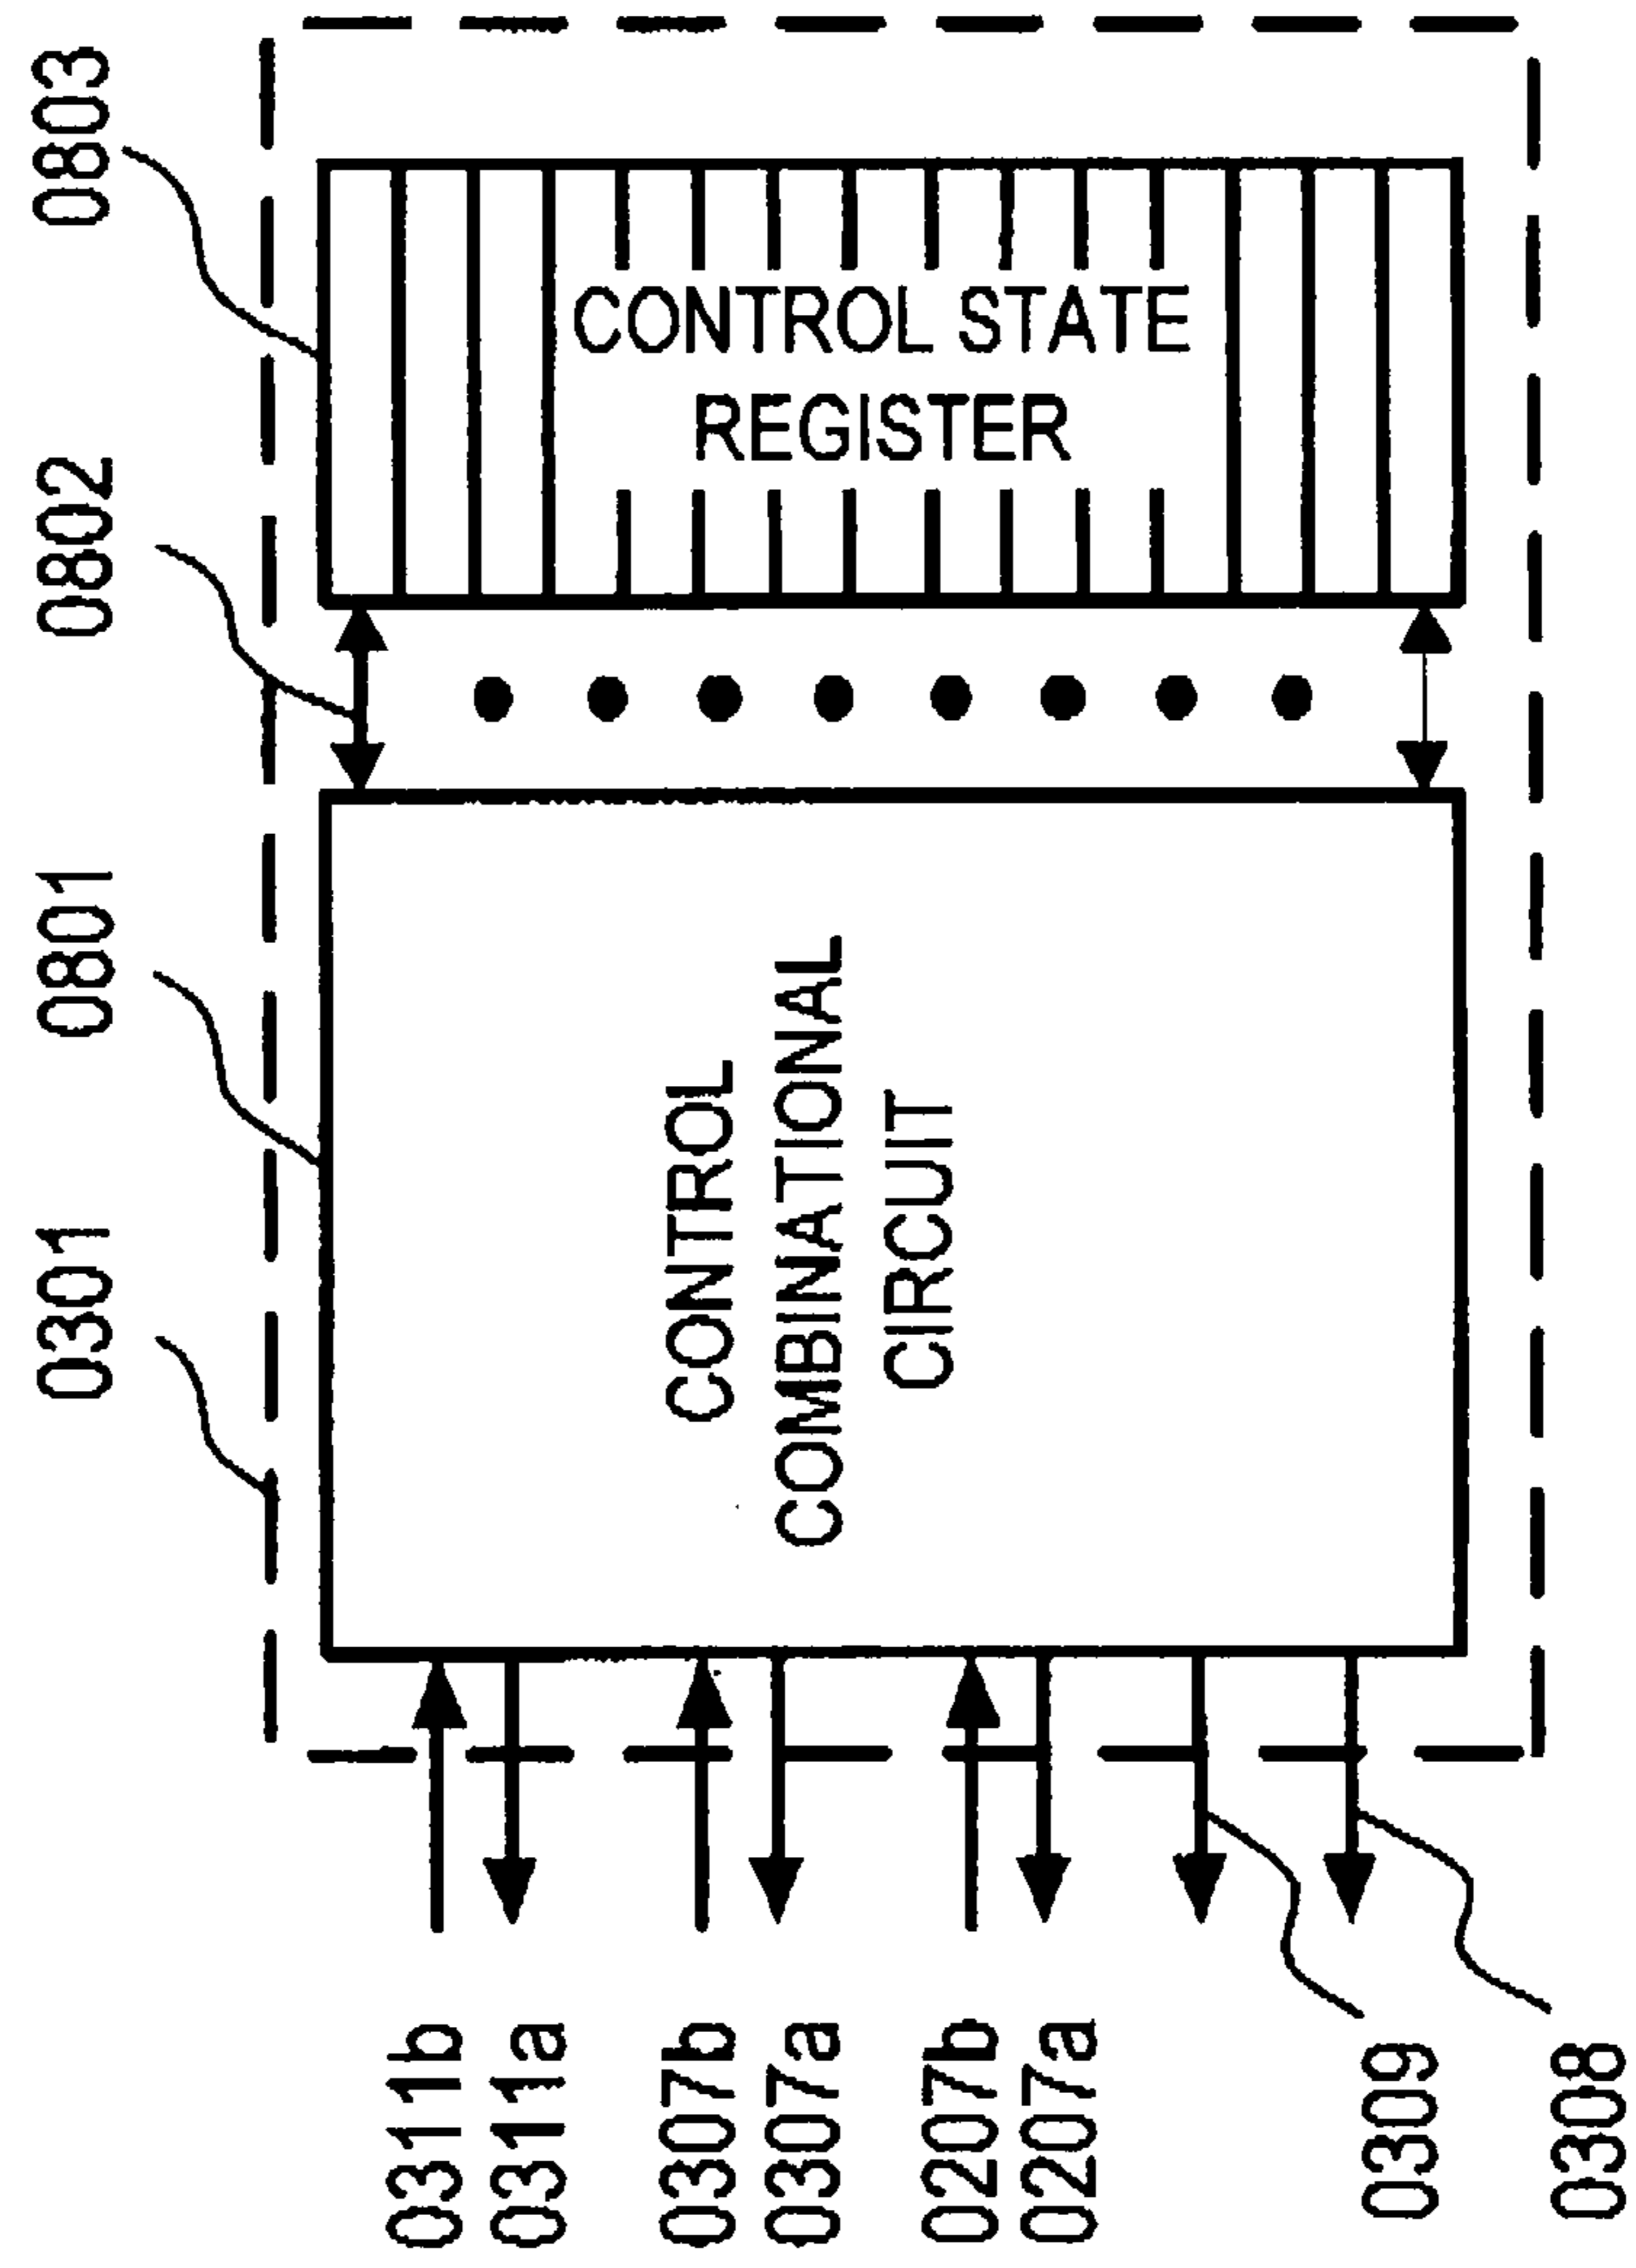 0301
0801
0802
0803
CONTROL STATE
REGISTER
CONTROL
COMBINATIONAL
CIRCUIT
0311b
0311a
0307b
0307a
0207b
0207a
0309
0308